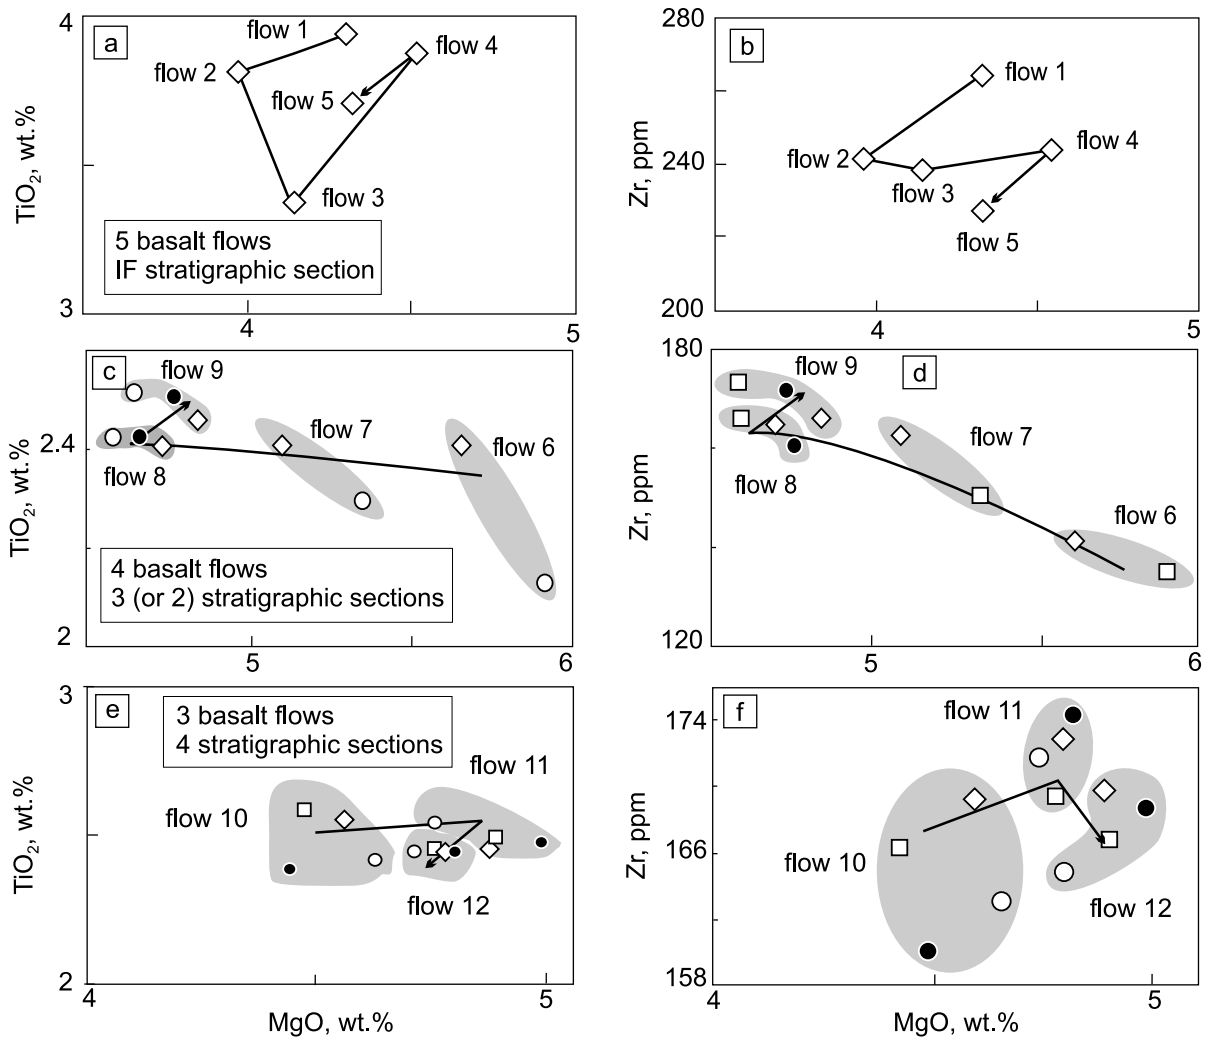 4
a
flow 1
flow 4
flow 2
flow 5
flow 3
TiO2, wt.%
5 basalt flows
IF stratigraphic section
3
4
5
280
b
flow 1
flow 4
flow 2
240
flow 3
flow 5
Zr, ppm
200
4
5
c
flow 9
flow 7
flow 6
2.4
flow 8
TiO2, wt.%
4 basalt flows
3 (or 2) stratigraphic sections
2
5
6
180
flow 9
d
flow 7
flow 8
flow 6
Zr, ppm
120
5
6
3
e
3 basalt flows
4 stratigraphic sections
flow 11
flow 10
flow 12
TiO2, wt.%
2
4
5
MgO, wt.%
174
flow 11
f
166
flow 10
flow 12
Zr, ppm
158
4
5
MgO, wt.%